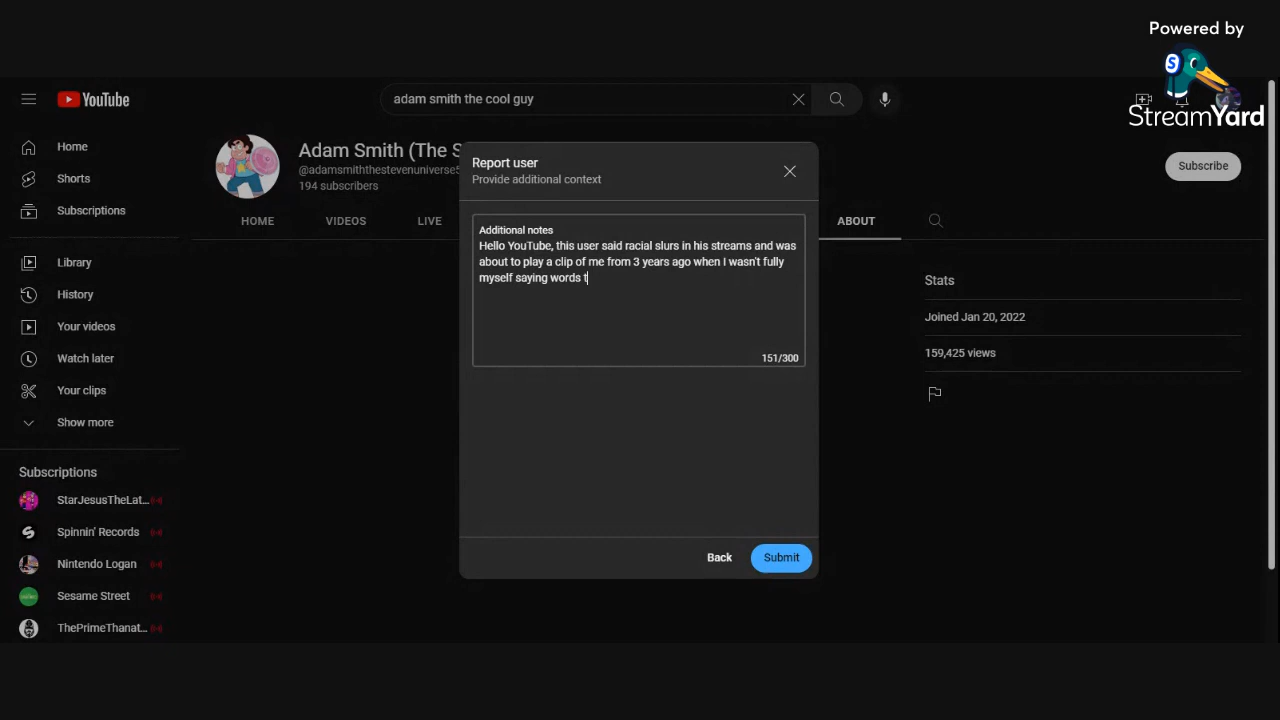 Powered by
StreamYard
YouTube
adam smith the cool guy
Home
Shorts
Subscriptions
Library
History
Your videos
Watch later
Your clips
Show more
Subscriptions
StarJesusTheLat...
Spinnin' Records
Nintendo Logan
Sesame Street
ThePrimeThanat...
Adam Smith (The S
@adamsmiththestevenuniverse5
194 subscribers
Subscribe
HOME
VIDEOS
LIVE
ABOUT
Report user
Provide additional context
Additional notes
Hello YouTube, this user said racial slurs in his streams and was
about to play a clip of me from 3 years ago when I wasn't fully
myself saying words t
151/300
Back
Submit
Stats
Joined Jan 20, 2022
159,425 views